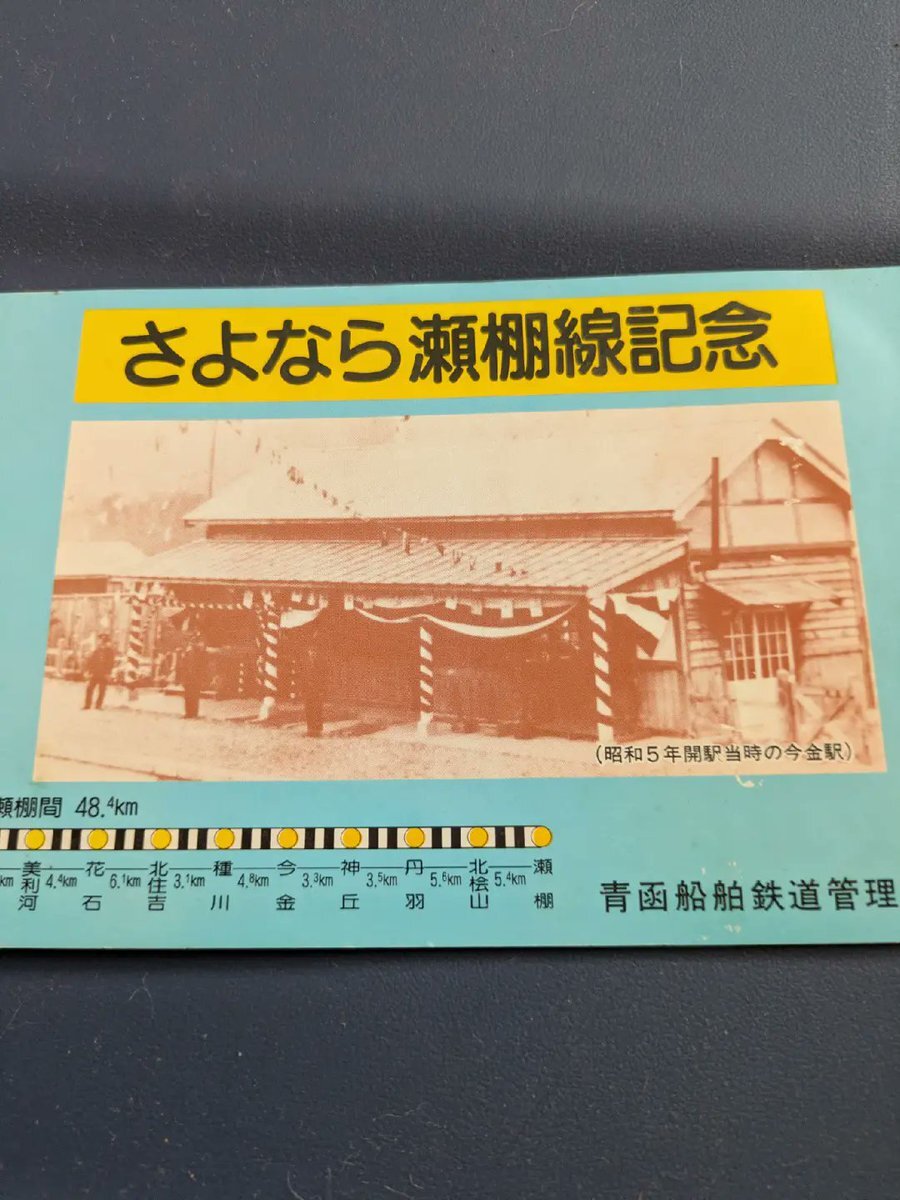 さよなら瀬棚線記念
(昭和5年開駅当時の今金駅)
瀬棚間 48.4km
km 美利河 4.4km 花石 6.1km 北住吉 3.1km 種川 4.8km 今金 3.3km 神丘 3.5km 丹羽 5.6km 北桧山 5.4km 瀬棚
青函船舶鉄道管理